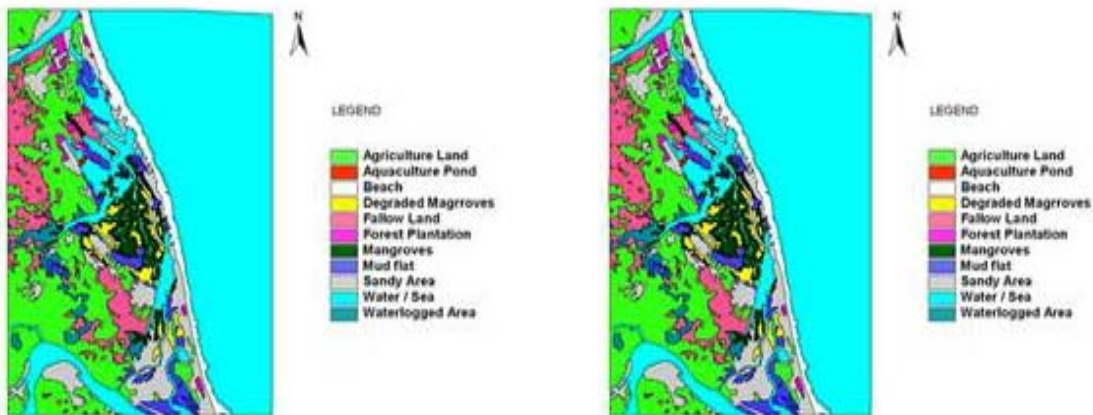 N
LEGEND
Agriculture Land
Aquaculture Pond
Beach
Degraded Magrroves
Fallow Land
Forest Plantation
Mangroves
Mud flat
Sandy Area
Water / Sea
Waterlogged Area
N
LEGEND
Agriculture Land
Aquaculture Pond
Beach
Degraded Magrroves
Fallow Land
Forest Plantation
Mangroves
Mud flat
Sandy Area
Water / Sea
Waterlogged Area